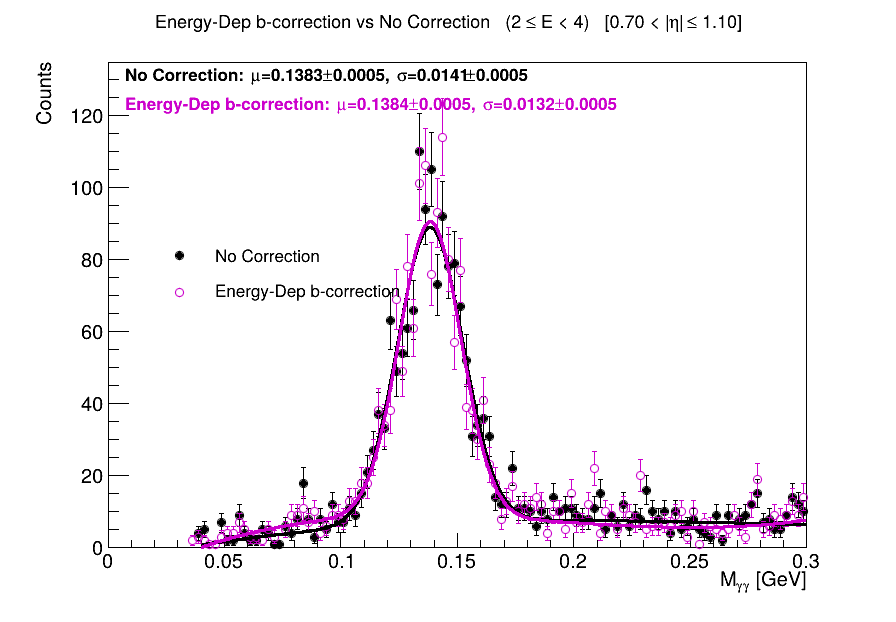 Energy-Dep b-correction vs No Correction (2 ≤ E < 4) [0.70 < |η| ≤ 1.10]
Counts
No Correction: μ=0.1383±0.0005, σ=0.0141±0.0005
Energy-Dep b-correction: μ=0.1384±0.0005, σ=0.0132±0.0005
120
100
80
60
40
20
0
No Correction
Energy-Dep b-correction
0 0.05 0.1 0.15 0.2 0.25 0.3
Mγγ [GeV]